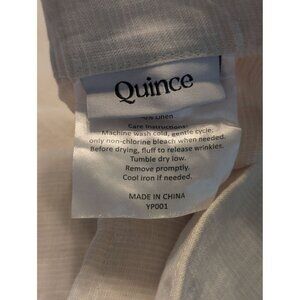 Quince
Linen
Care Instructions:
Machine wash cold, gentle cycle,
only non-chlorine bleach when needed.
Before drying, fluff to release wrinkles.
Tumble dry low.
Remove promptly.
Cool iron if needed.
MADE IN CHINA
YP001